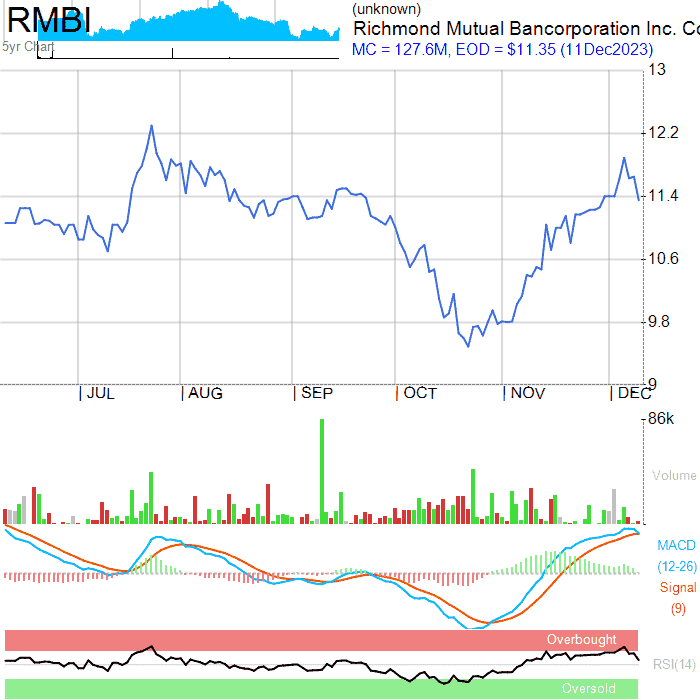 RMBI
(unknown)
Richmond Mutual Bancorporation Inc. Co
5yr Chart
MC = 127.6M, EOD = $11.35 (11Dec2023)
13
12.2
11.4
10.6
9.8
9
JUL AUG SEP OCT NOV DEC
86k
Volume
MACD
(12-26)
Signal
(9)
Overbought
RSI(14)
Oversold